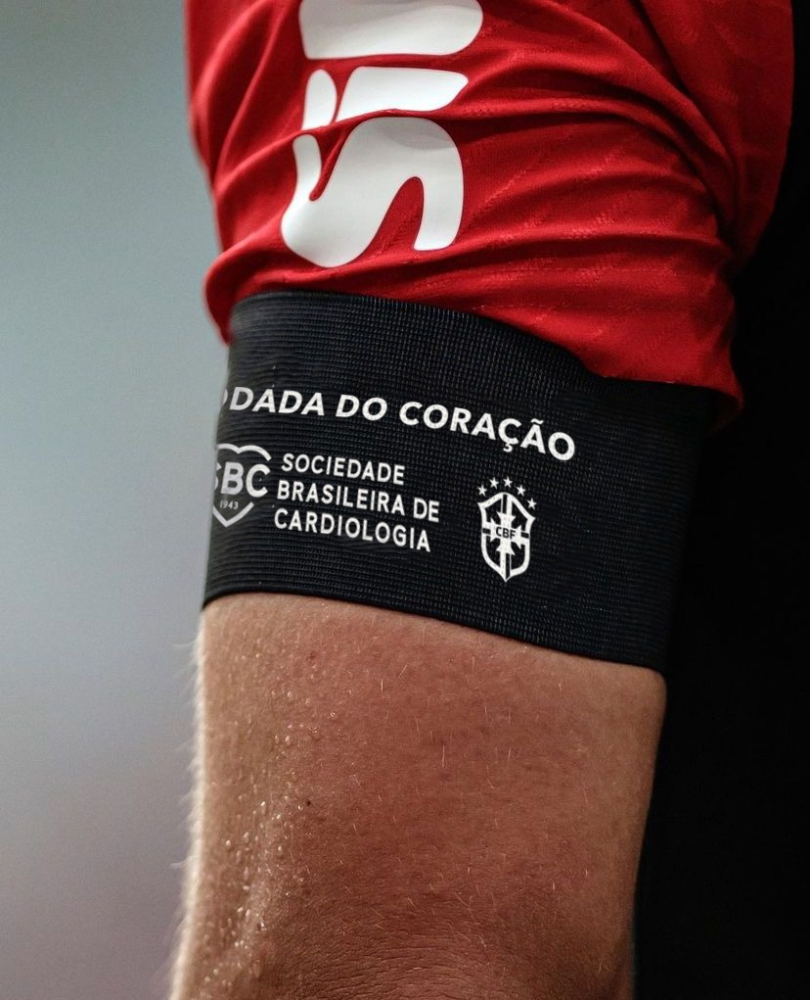 DADA DO CORAÇÃO
SBC
1943
SOCIEDADE
BRASILEIRA DE
CARDIOLOGIA
CBF